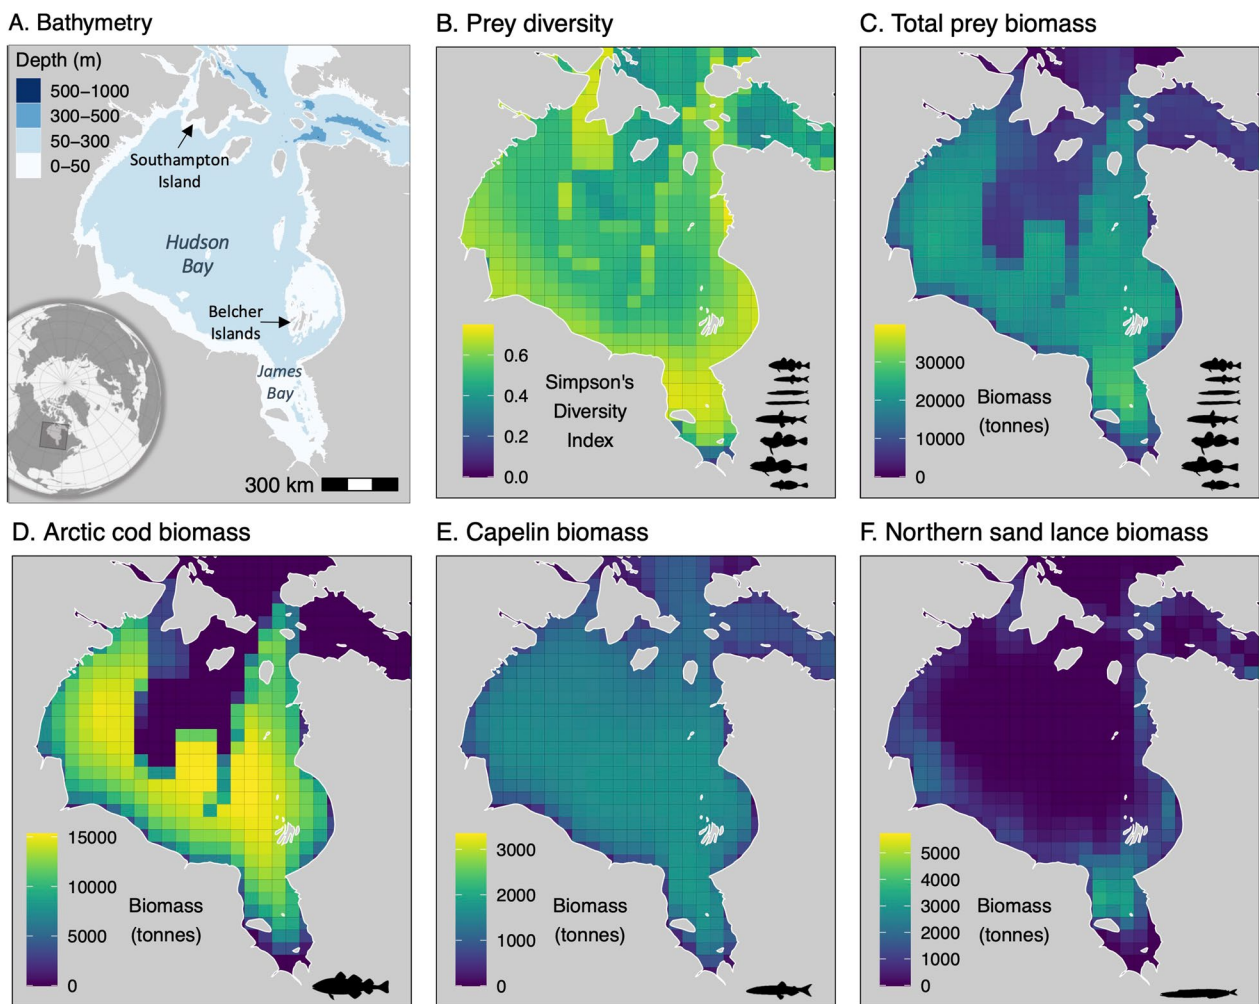 A. Bathymetry
Depth (m)
500–1000
300–500
50–300
0–50
Southampton
Island
Hudson
Bay
Belcher
Islands
James
Bay
300 km
B. Prey diversity
0.6
0.4
0.2
0.0
Simpson's
Diversity
Index
C. Total prey biomass
30000
20000
10000
0
Biomass
(tonnes)
D. Arctic cod biomass
15000
10000
5000
0
Biomass
(tonnes)
E. Capelin biomass
3000
2000
1000
0
Biomass
(tonnes)
F. Northern sand lance biomass
5000
4000
3000
2000
1000
0
Biomass
(tonnes)